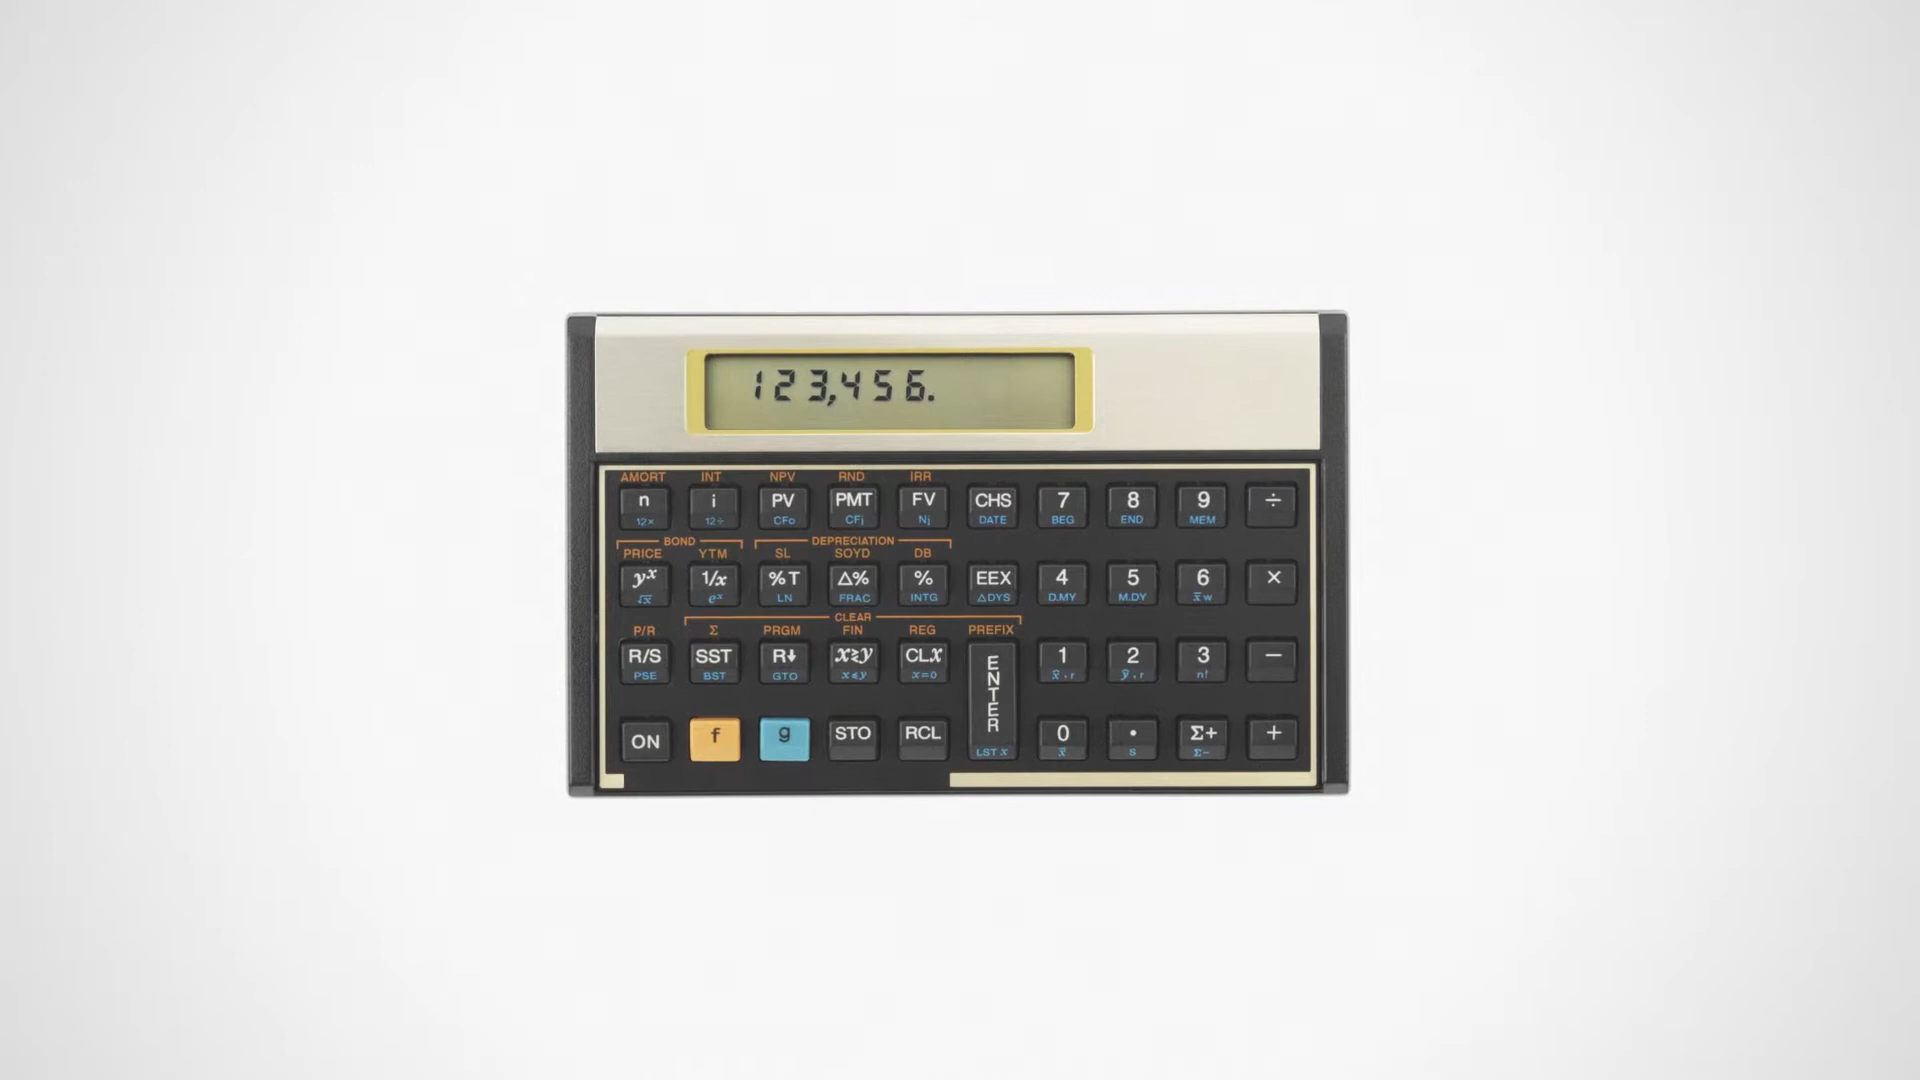 123,456.
AMORT INT NPV RND IRR
n i PV PMT FV CHS 7 8 9 ÷
12× 12÷ CFo CFj Nj DATE BEG END MEM
BOND DEPRECIATION
PRICE YTM SL SOYD DB
yˣ 1/x %T Δ% % EEX 4 5 6 ×
√x eˣ LN FRAC INTG ΔDYS D.MY M.DY x̄w
CLEAR
P/R Σ PRGM FIN REG PREFIX
R/S SST R↓ x≷y CLx ENTER 1 2 3 −
PSE BST GTO x≤y x=0 x̂,r ŷ,r n!
ON f g STO RCL 0 • Σ+ +
LST x x̄ s Σ−